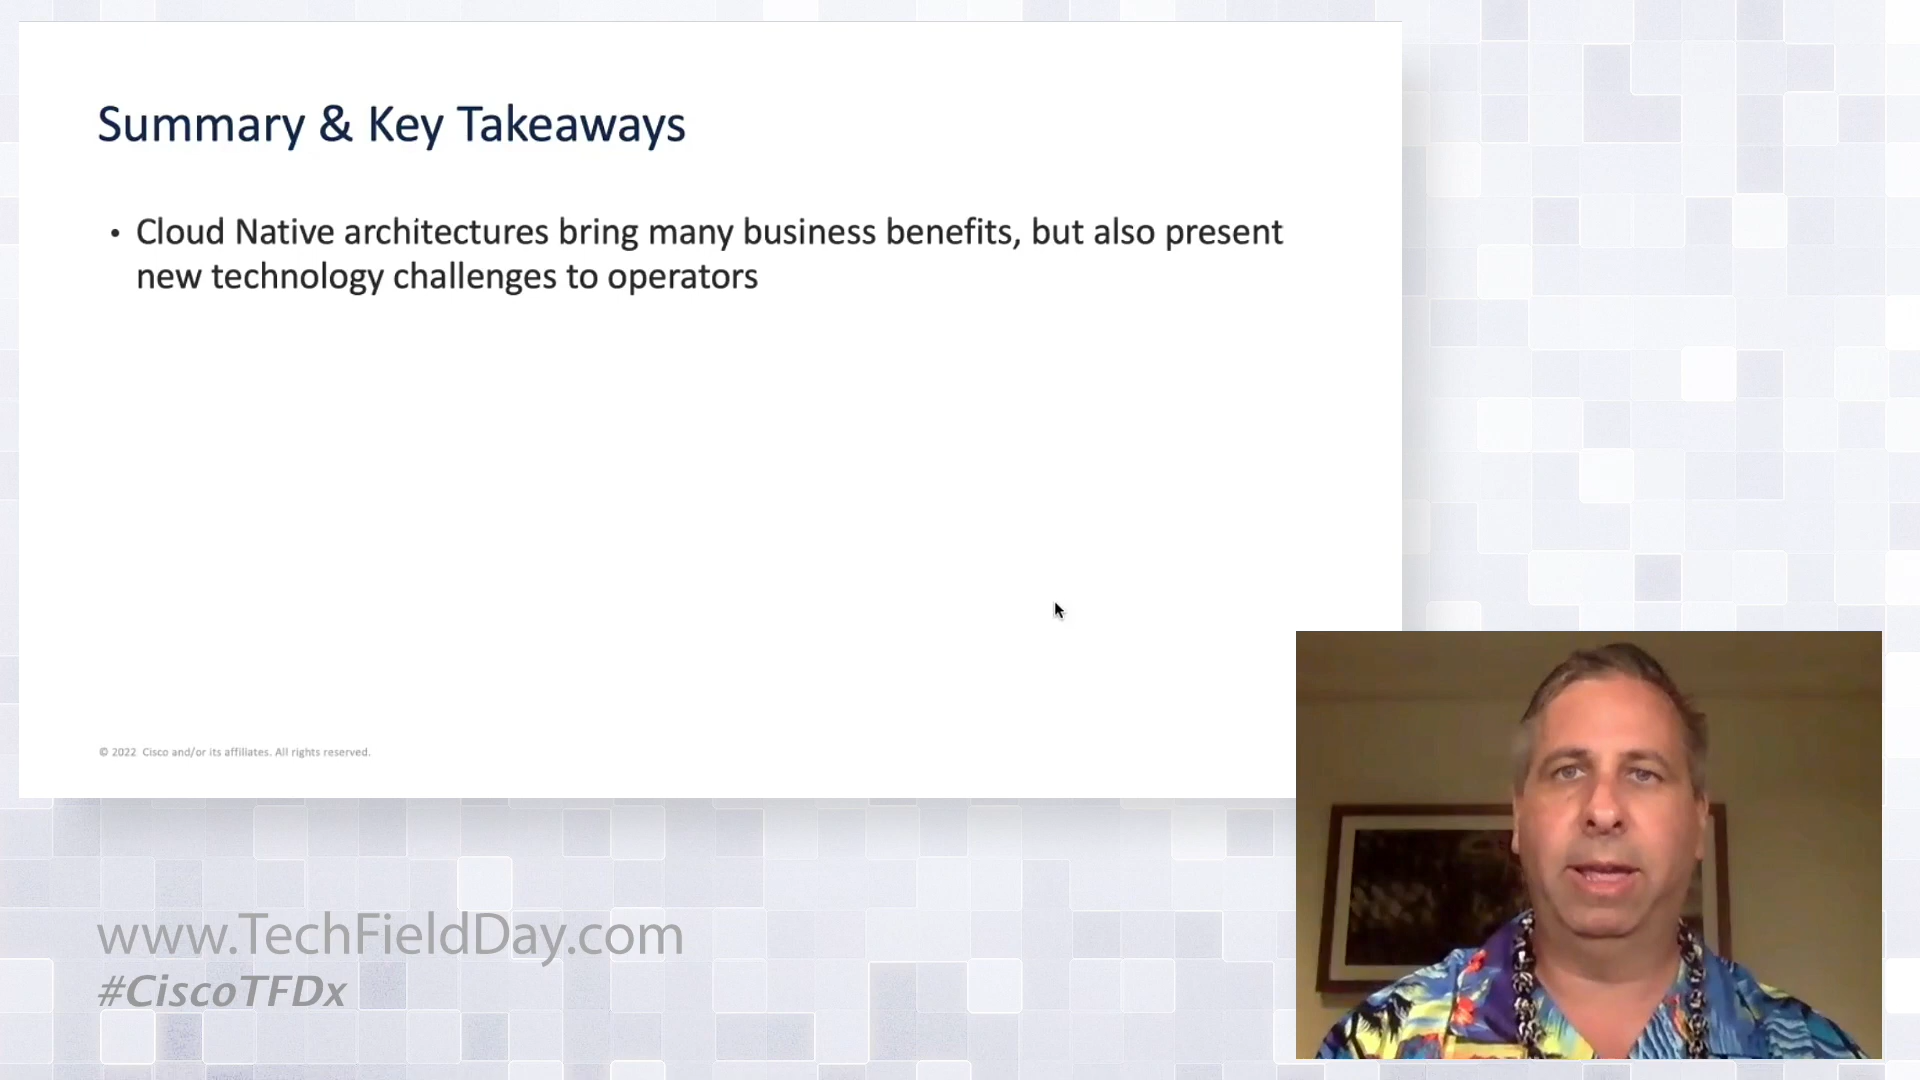 Summary & Key Takeaways
• Cloud Native architectures bring many business benefits, but also present
new technology challenges to operators
© 2022 Cisco and/or its affiliates. All rights reserved.
www.TechFieldDay.com
#CiscoTFDx